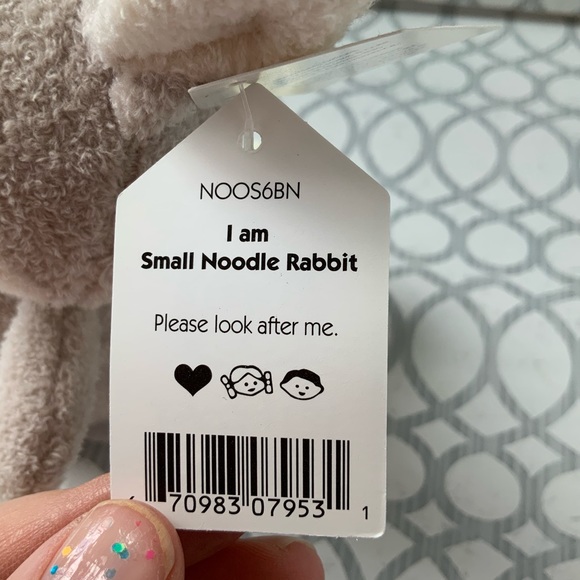 NOOS6BN
I am
Small Noodle Rabbit
Please look after me.
70983 07953 1